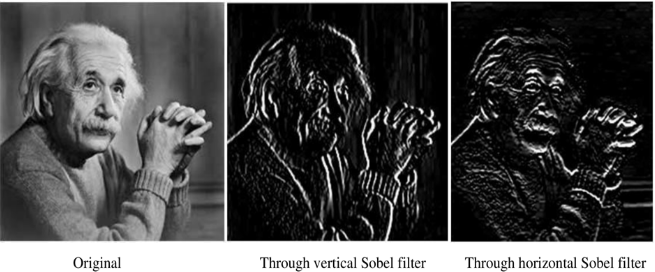 Original
Through vertical Sobel filter
Through horizontal Sobel filter